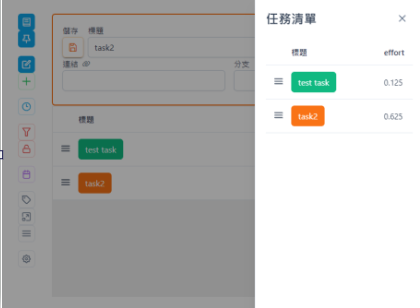 儲存 標題
task2
連結
分支
標題
test task
task2
任務清單
標題 effort
test task 0.125
task2 0.625